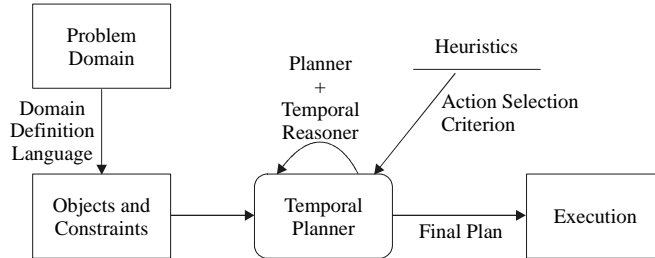 Problem
Domain
Heuristics
Planner
+
Temporal
Reasoner
Domain
Definition
Language
Action Selection
Criterion
Objects and
Constraints
Temporal
Planner
Final Plan
Execution